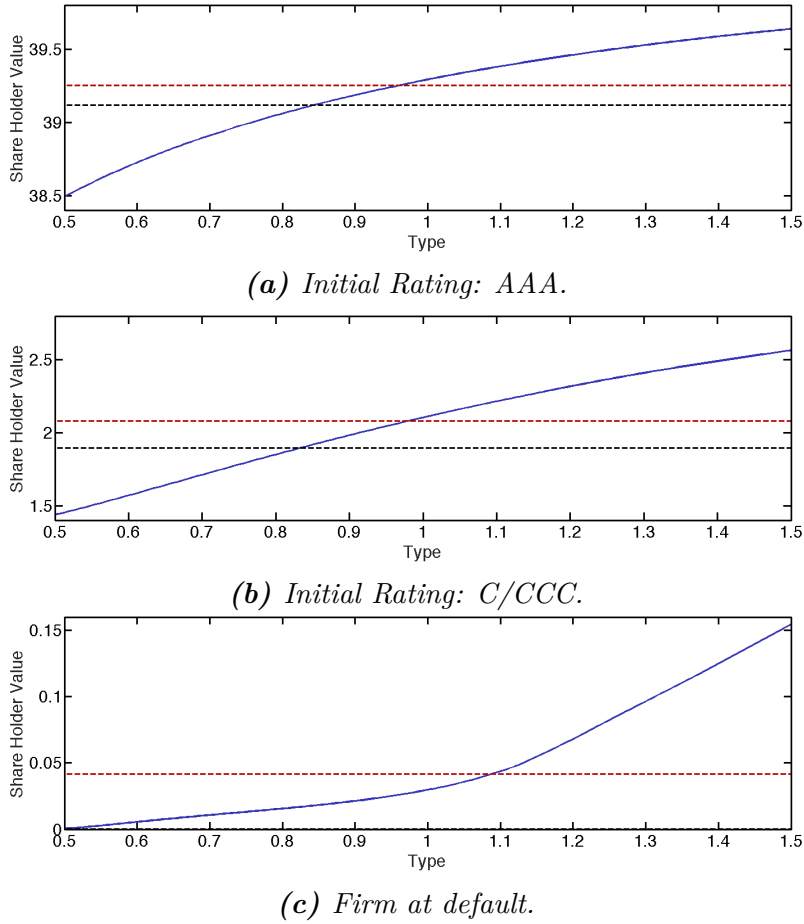 Share Holder Value
39.5
39
38.5
0.5 0.6 0.7 0.8 0.9 1 1.1 1.2 1.3 1.4 1.5
Type
(a) Initial Rating: AAA.
Share Holder Value
2.5
2
1.5
0.5 0.6 0.7 0.8 0.9 1 1.1 1.2 1.3 1.4 1.5
Type
(b) Initial Rating: C/CCC.
Share Holder Value
0.15
0.1
0.05
0
0.5 0.6 0.7 0.8 0.9 1 1.1 1.2 1.3 1.4 1.5
Type
(c) Firm at default.